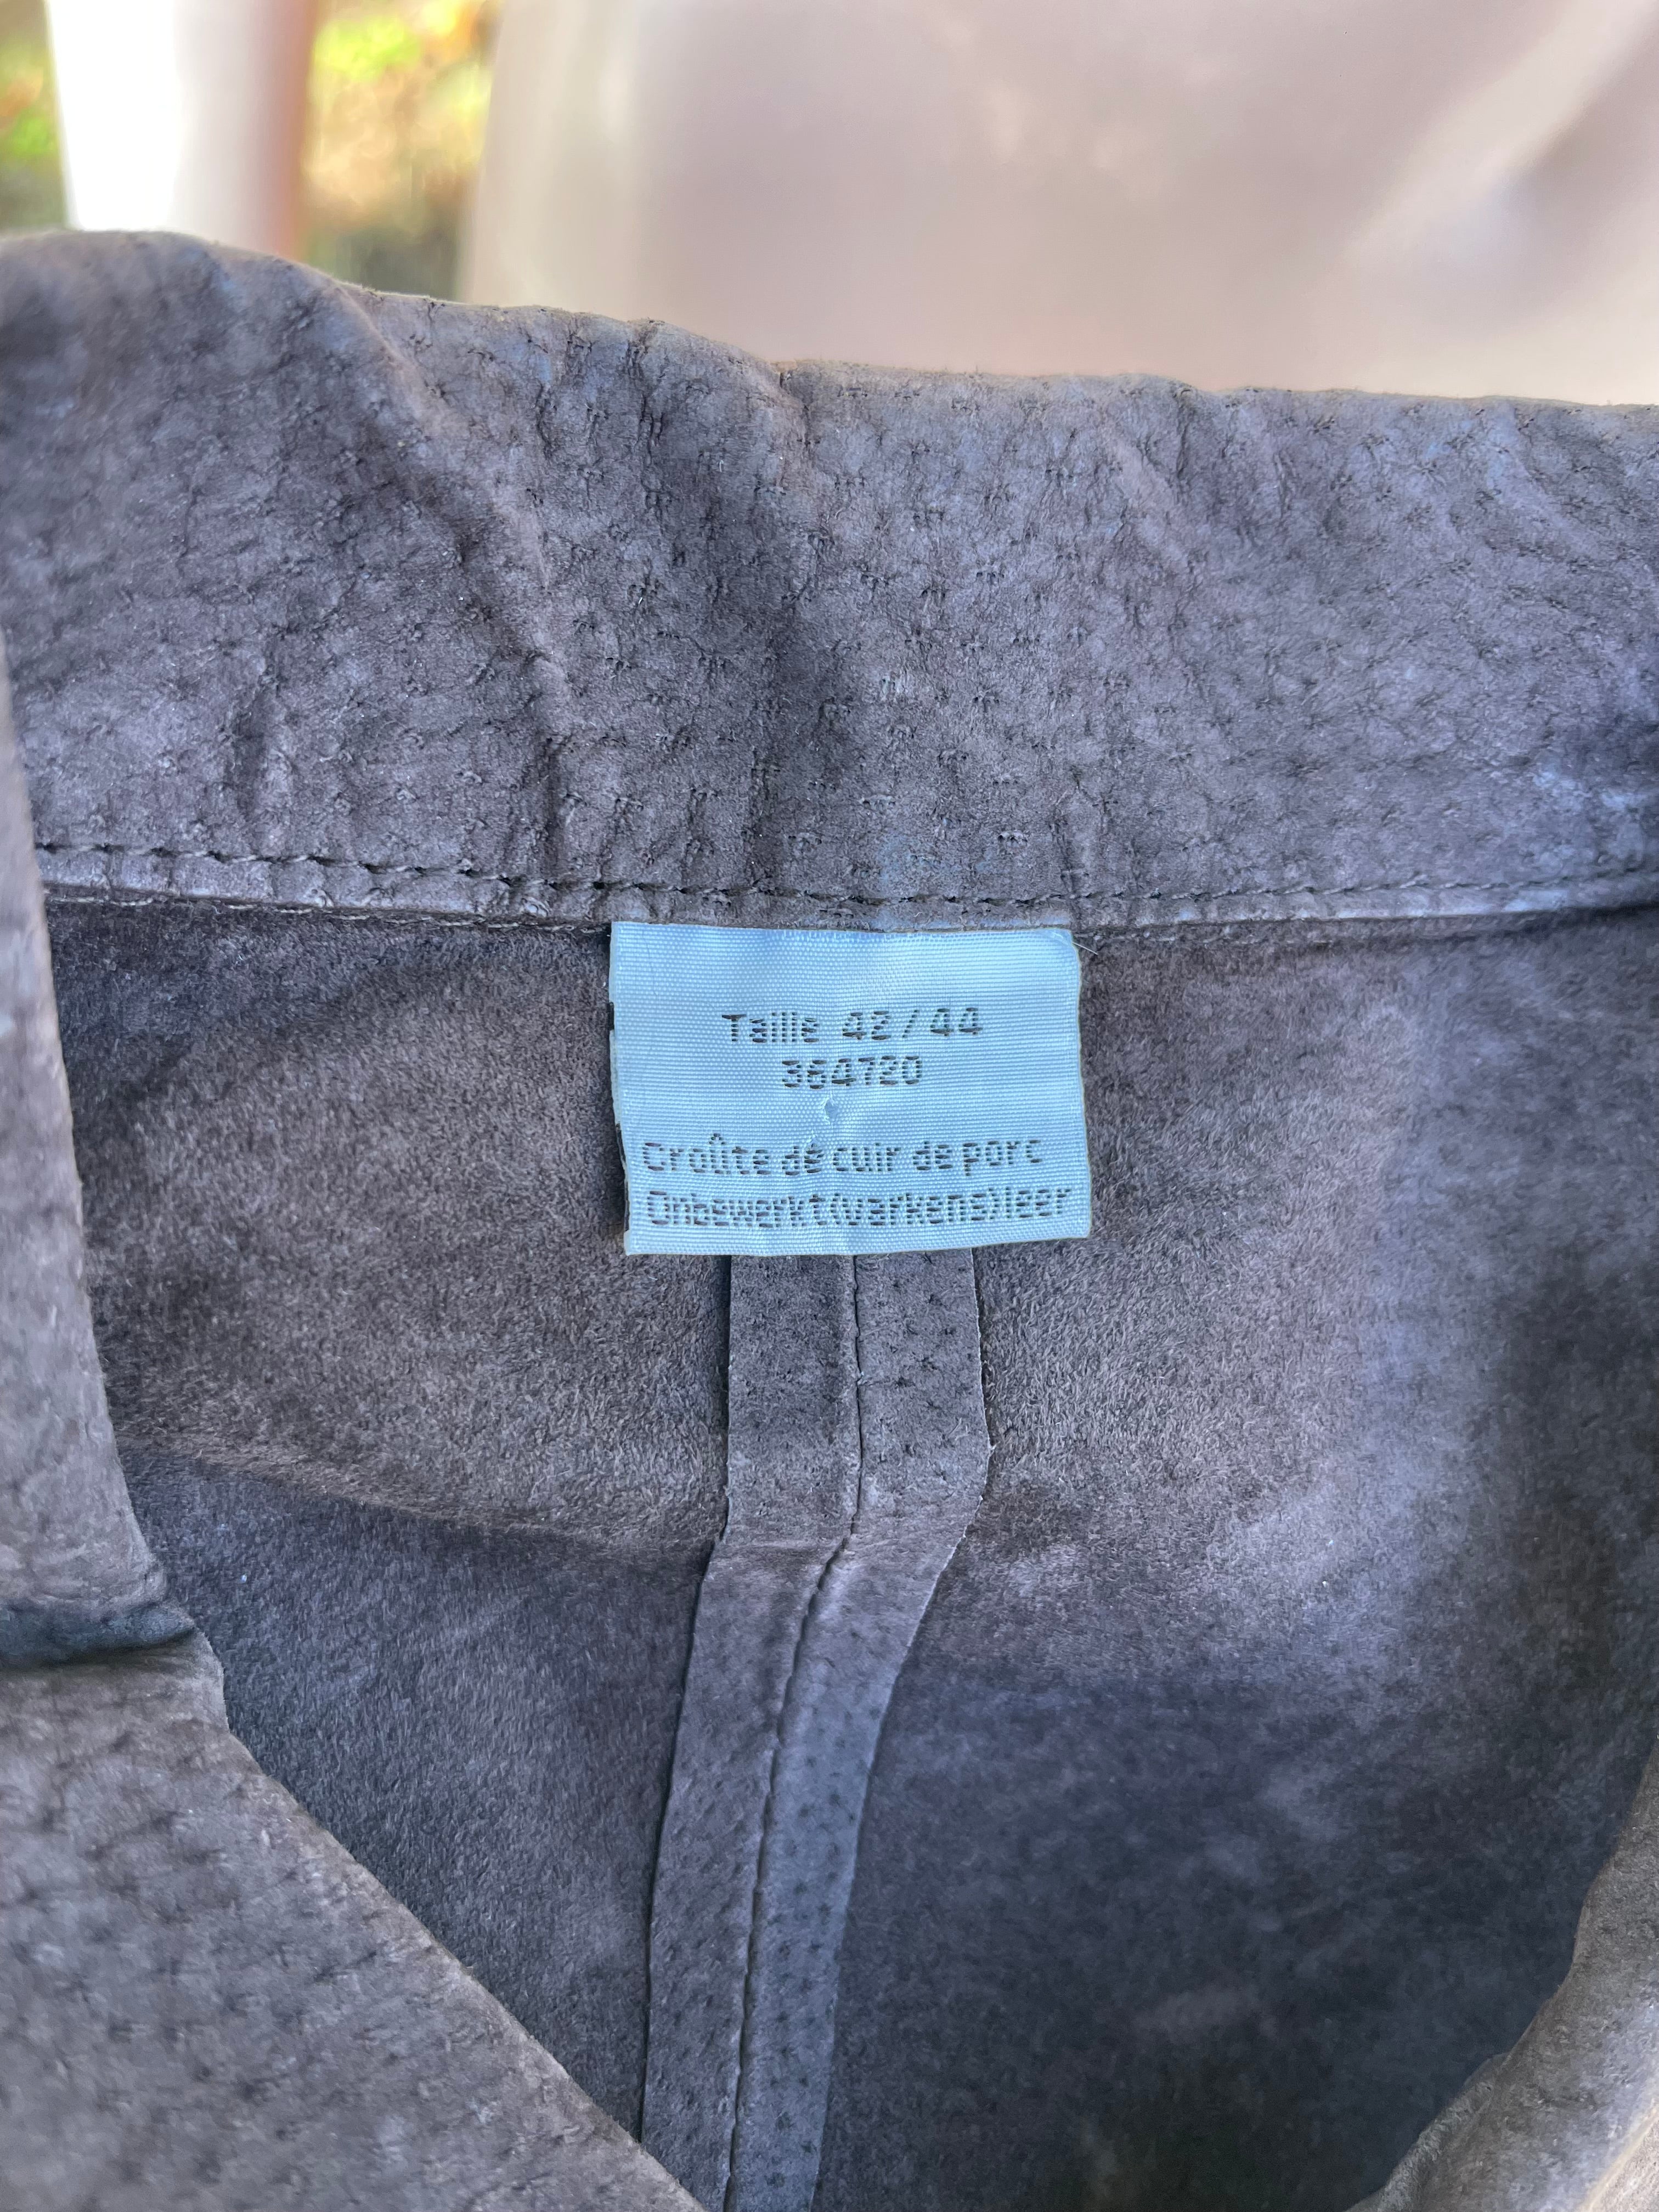 Taille 42/44
364720
Croûte de cuir de porc
Onbewerkt(varkens)leer